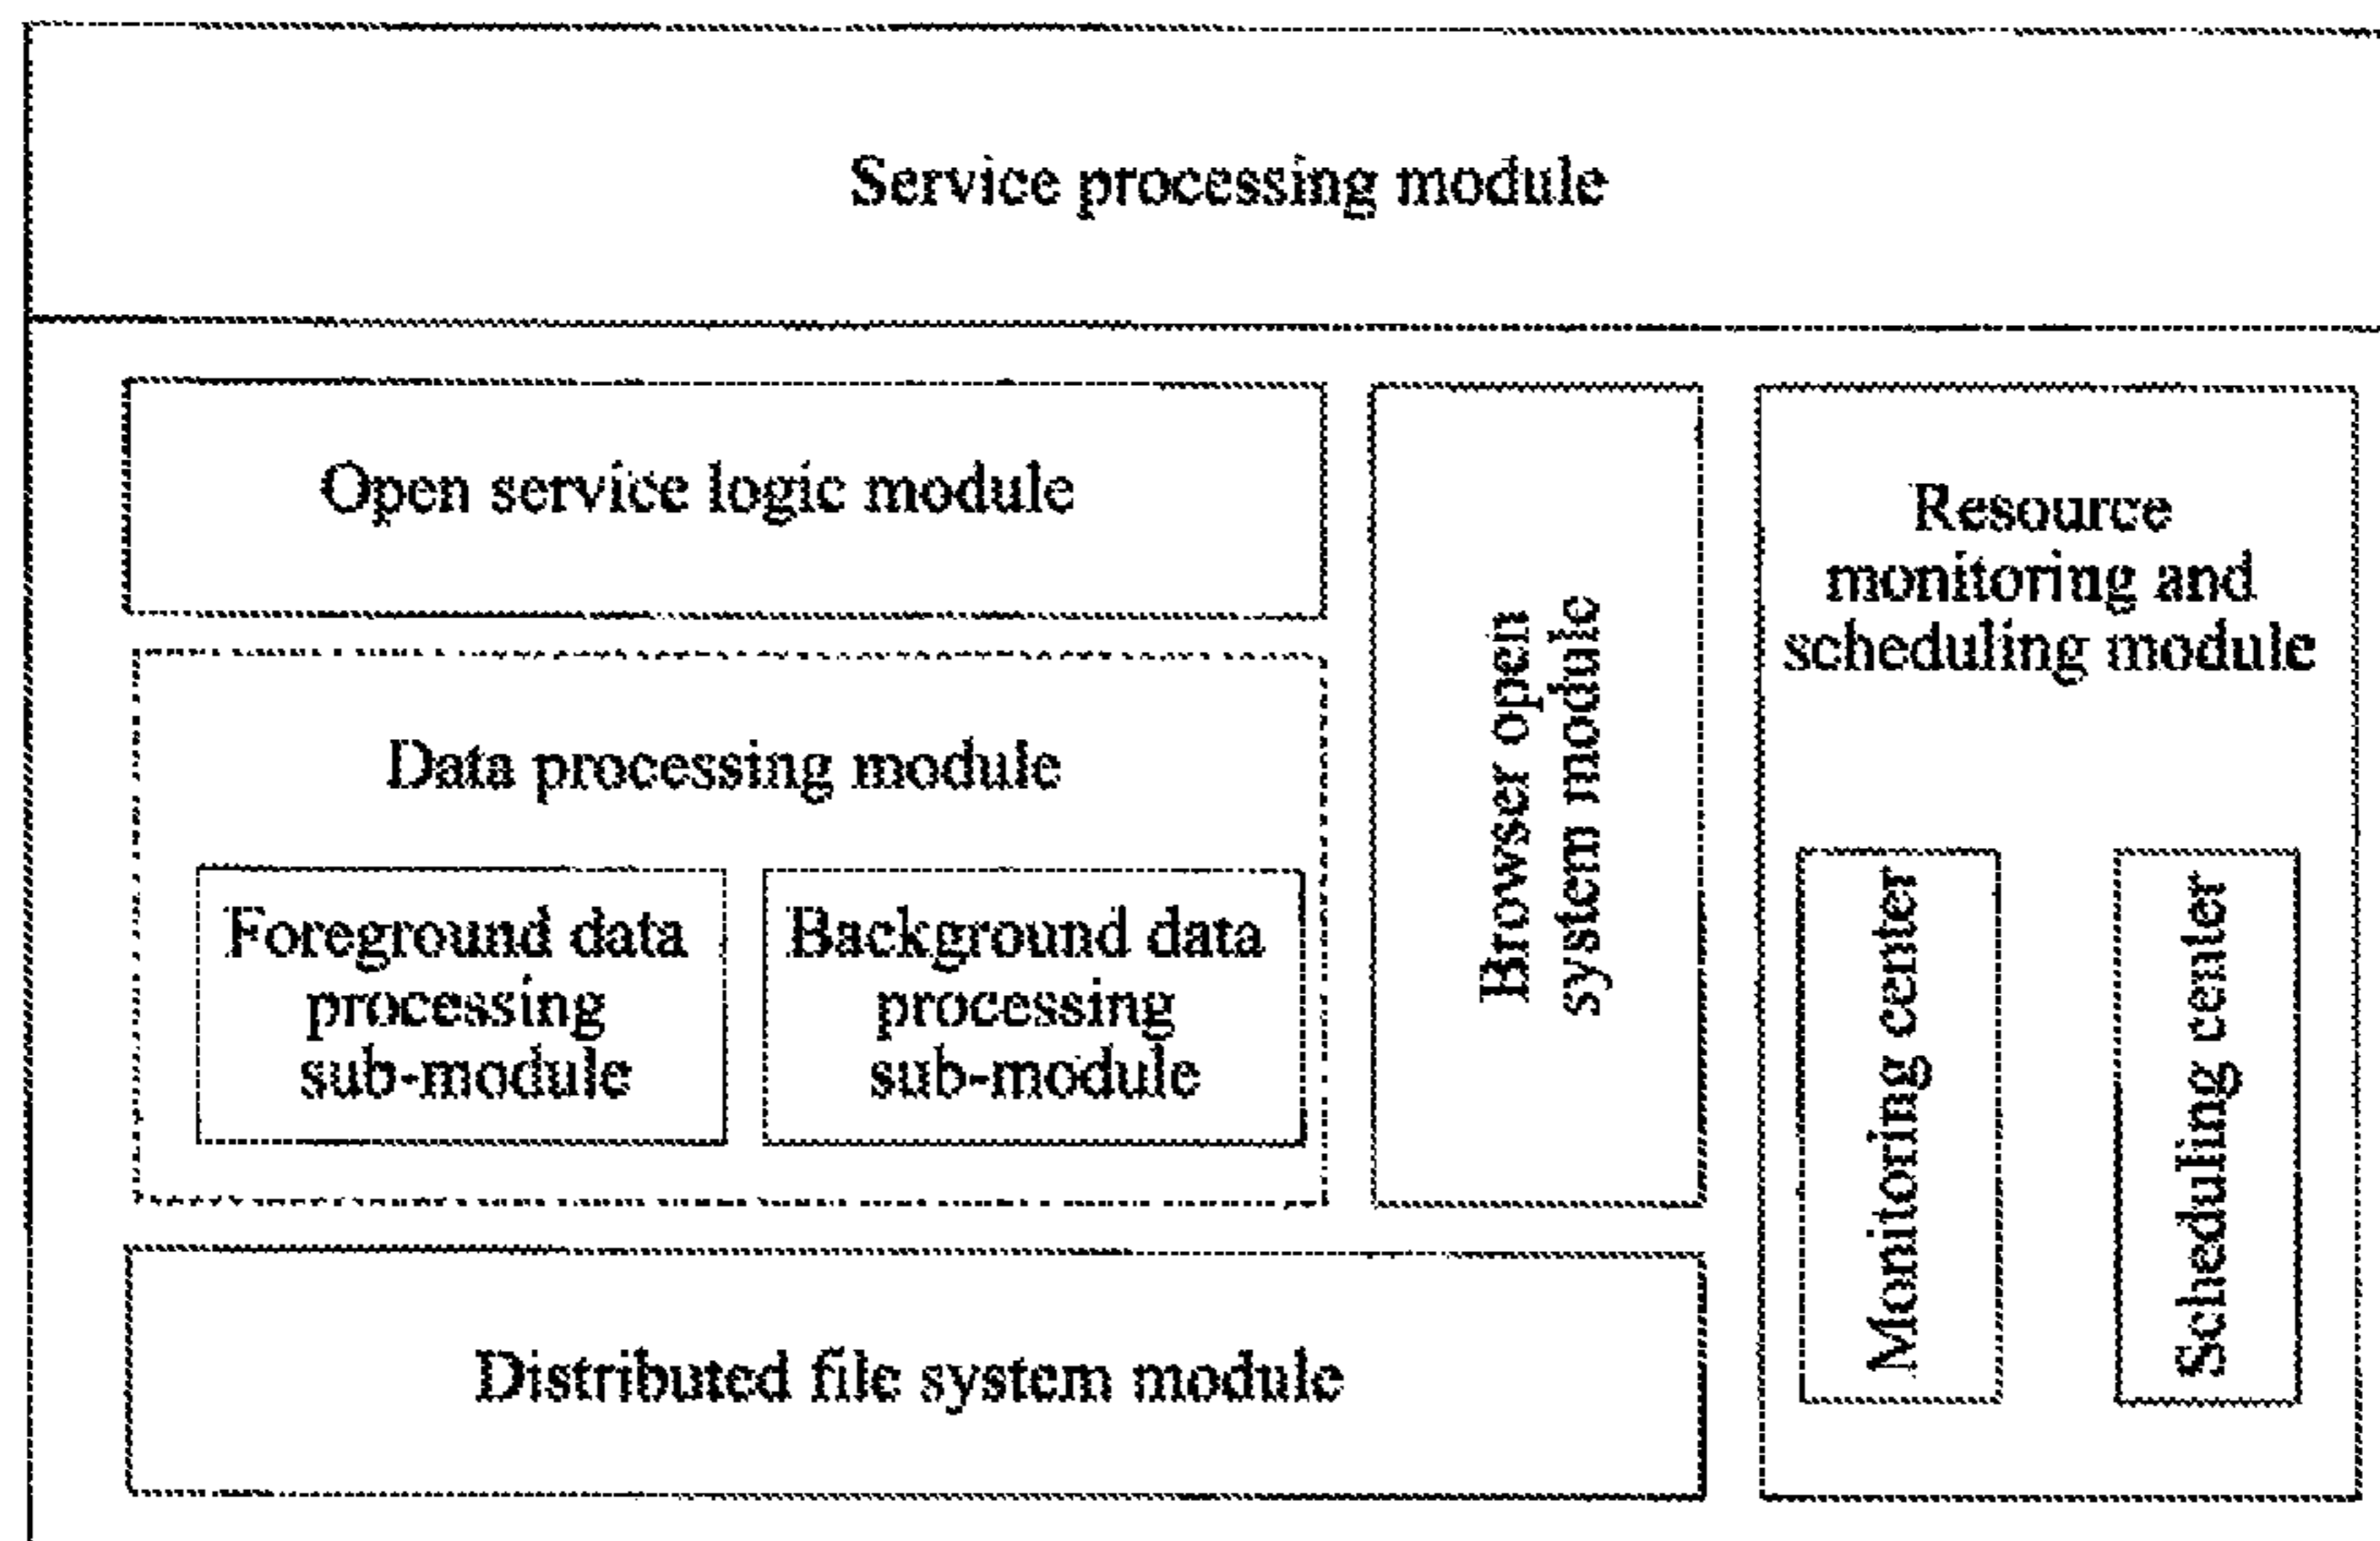 Service processing module
Open service logic module
Data processing module
Foreground data
processing
sub-module
Background data
processing
sub-module
Browser open
system module
Resource
monitoring and
scheduling module
Monitoring center
Scheduling center
Distributed file system module